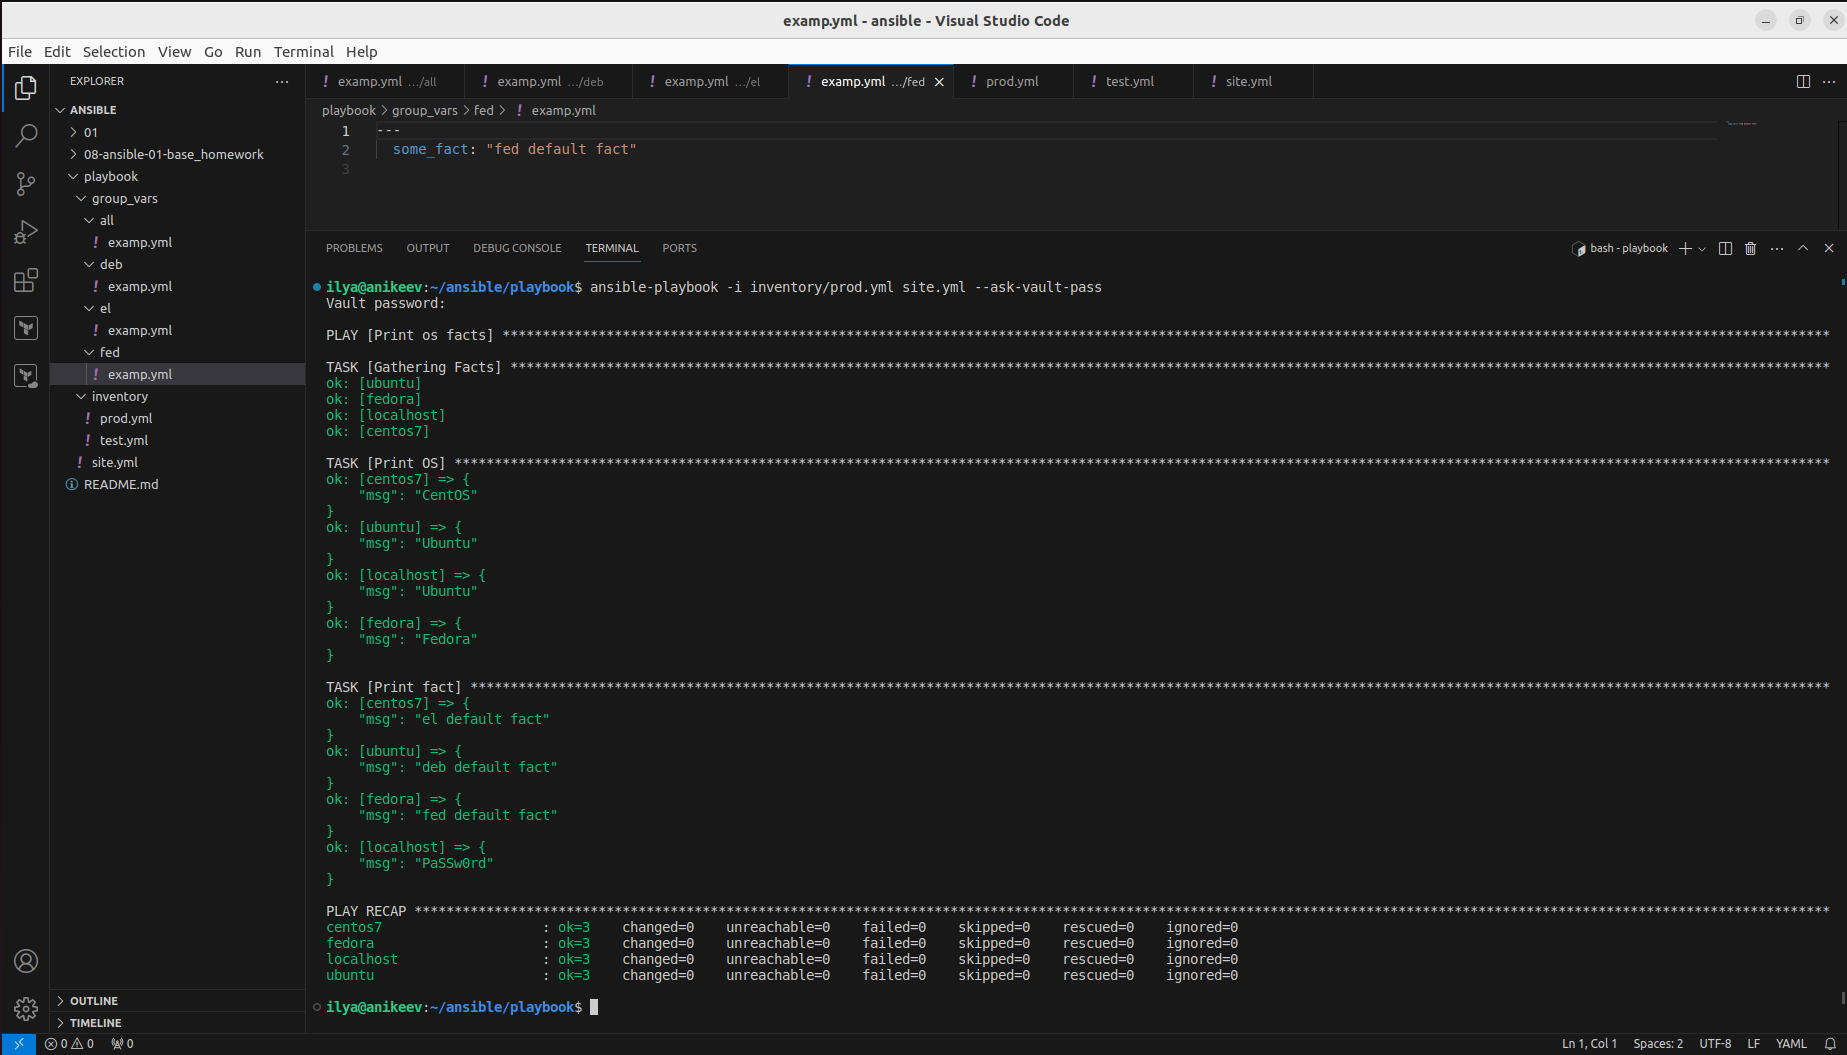 examp.yml - ansible - Visual Studio Code
File Edit Selection View Go Run Terminal Help
EXPLORER
ANSIBLE
01
08-ansible-01-base_homework
playbook
group_vars
all
! examp.yml
deb
! examp.yml
el
! examp.yml
fed
! examp.yml
inventory
! prod.yml
! test.yml
! site.yml
README.md
OUTLINE
TIMELINE
! examp.yml .../all ! examp.yml .../deb ! examp.yml .../el ! examp.yml .../fed ! prod.yml ! test.yml ! site.yml
playbook > group_vars > fed > ! examp.yml
1 ---
2 some_fact: "fed default fact"
3
PROBLEMS OUTPUT DEBUG CONSOLE TERMINAL PORTS bash - playbook
ilya@anikeev:~/ansible/playbook$ ansible-playbook -i inventory/prod.yml site.yml --ask-vault-pass
Vault password:
PLAY [Print os facts] **********
TASK [Gathering Facts] **********
ok: [ubuntu]
ok: [fedora]
ok: [localhost]
ok: [centos7]
TASK [Print OS] **********
ok: [centos7] => {
"msg": "CentOS"
}
ok: [ubuntu] => {
"msg": "Ubuntu"
}
ok: [localhost] => {
"msg": "Ubuntu"
}
ok: [fedora] => {
"msg": "Fedora"
}
TASK [Print fact] **********
ok: [centos7] => {
"msg": "el default fact"
}
ok: [ubuntu] => {
"msg": "deb default fact"
}
ok: [fedora] => {
"msg": "fed default fact"
}
ok: [localhost] => {
"msg": "PaSSw0rd"
}
PLAY RECAP **********
centos7 : ok=3 changed=0 unreachable=0 failed=0 skipped=0 rescued=0 ignored=0
fedora : ok=3 changed=0 unreachable=0 failed=0 skipped=0 rescued=0 ignored=0
localhost : ok=3 changed=0 unreachable=0 failed=0 skipped=0 rescued=0 ignored=0
ubuntu : ok=3 changed=0 unreachable=0 failed=0 skipped=0 rescued=0 ignored=0
ilya@anikeev:~/ansible/playbook$
0 0 0 Ln 1, Col 1 Spaces: 2 UTF-8 LF YAML